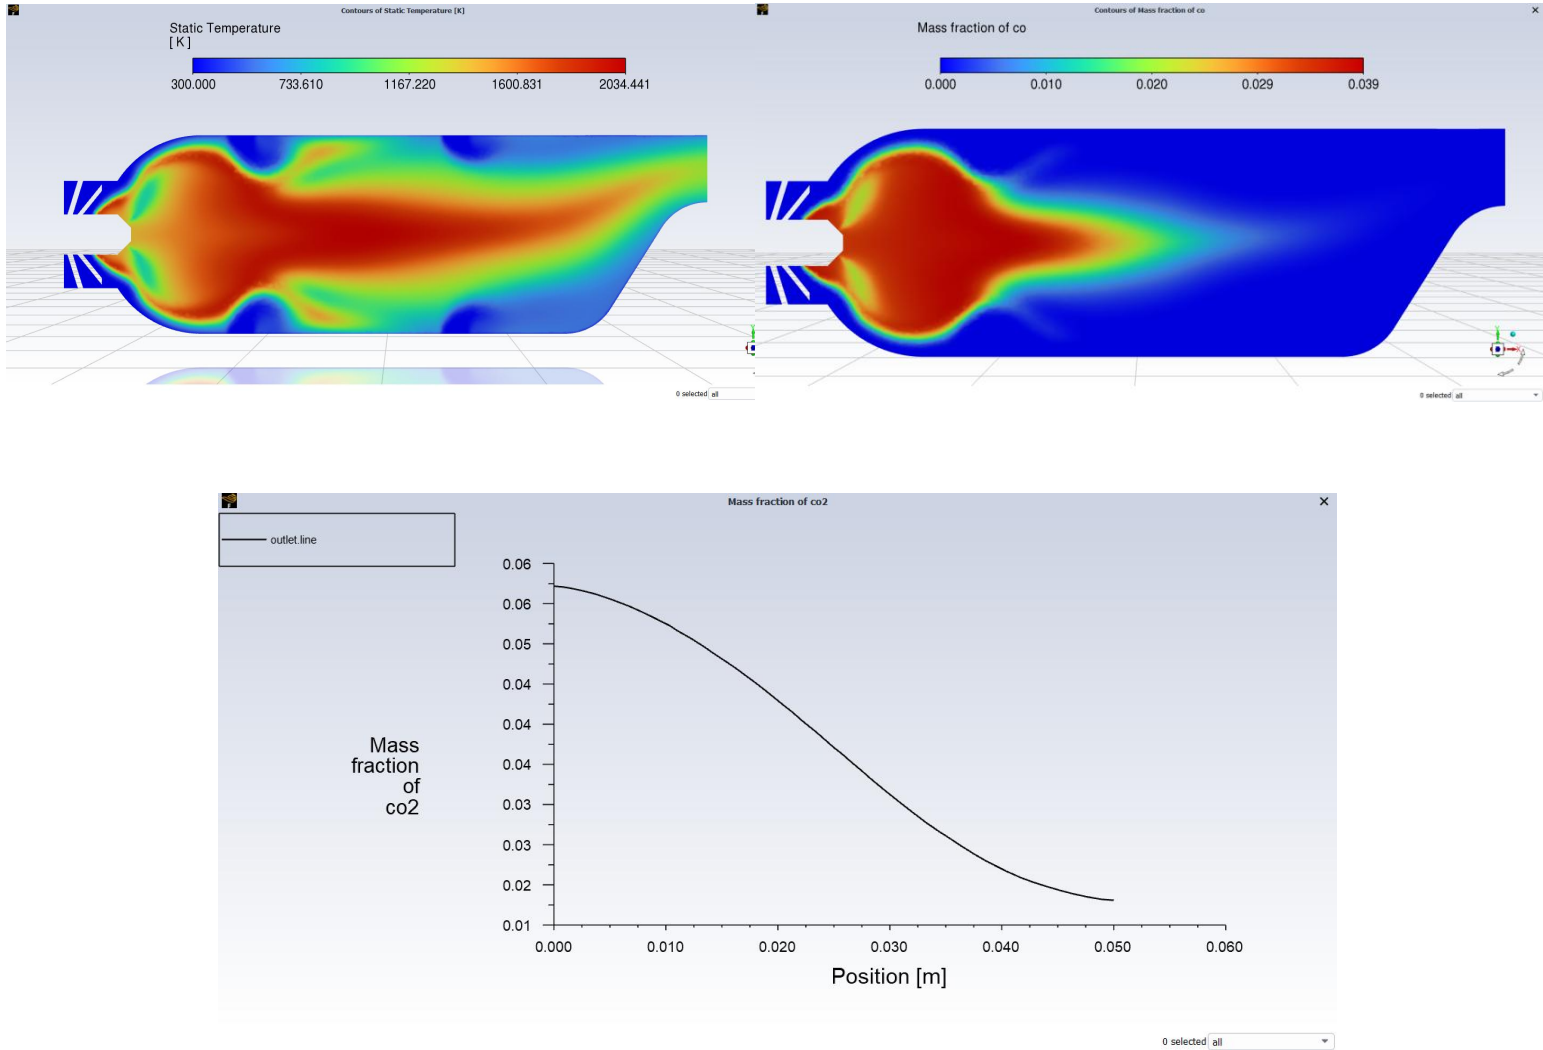 Contours of Static Temperature [K]
Static Temperature
[ K ]
300.000 733.610 1167.220 1600.831 2034.441
0 selected all
Contours of Mass fraction of co
Mass fraction of co
0.000 0.010 0.020 0.029 0.039
0 selected all
Mass fraction of co2
outlet.line
0.06
0.06
0.05
0.04
0.04
0.04
0.03
0.03
0.02
0.01
Mass
fraction
of
co2
0.000 0.010 0.020 0.030 0.040 0.050 0.060
Position [m]
0 selected all